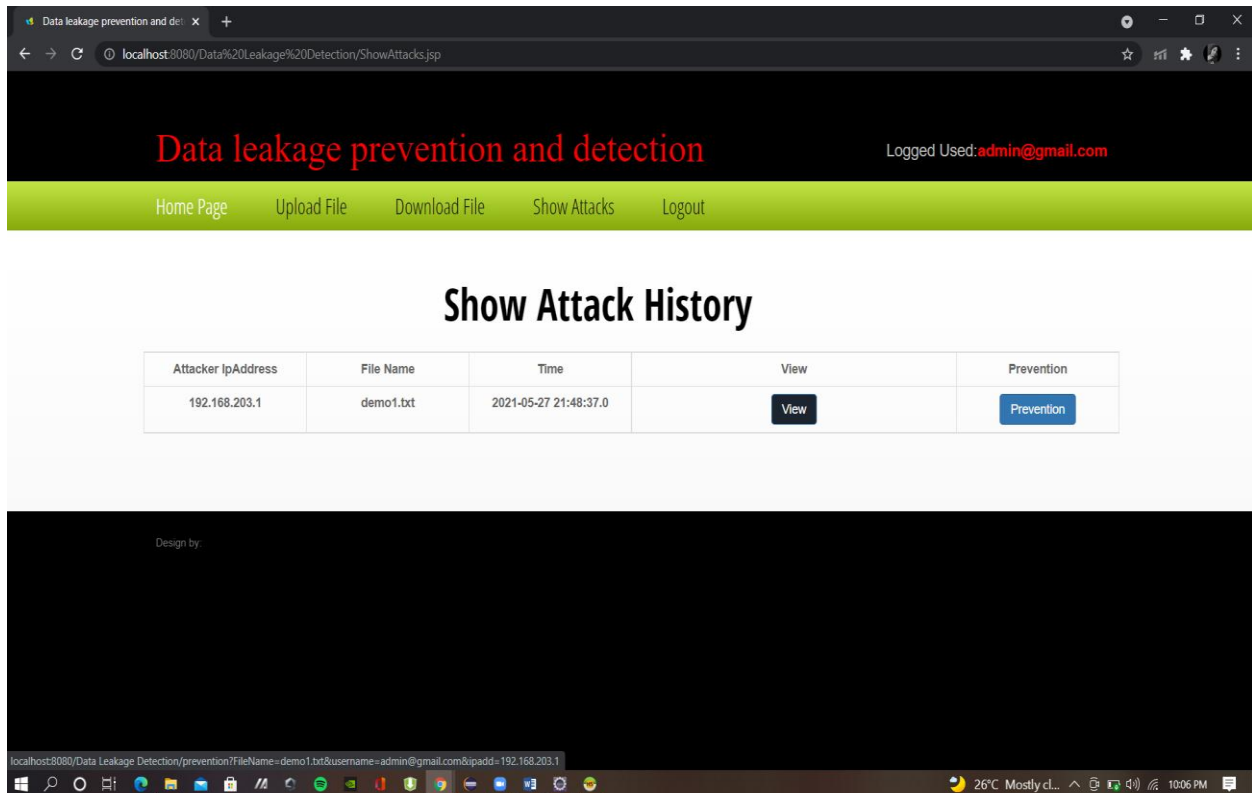 Data leakage prevention and det
localhost:8080/Data%20Leakage%20Detection/ShowAttacks.jsp
Data leakage prevention and detection
Logged Used:admin@gmail.com
Home Page Upload File Download File Show Attacks Logout
Show Attack History
Attacker IpAddress File Name Time View Prevention
192.168.203.1 demo1.txt 2021-05-27 21:48:37.0 View Prevention
Design by:
localhost:8080/Data Leakage Detection/prevention?FileName=demo1.txt&username=admin@gmail.com&ipadd=192.168.203.1
26°C Mostly cl... 10:06 PM